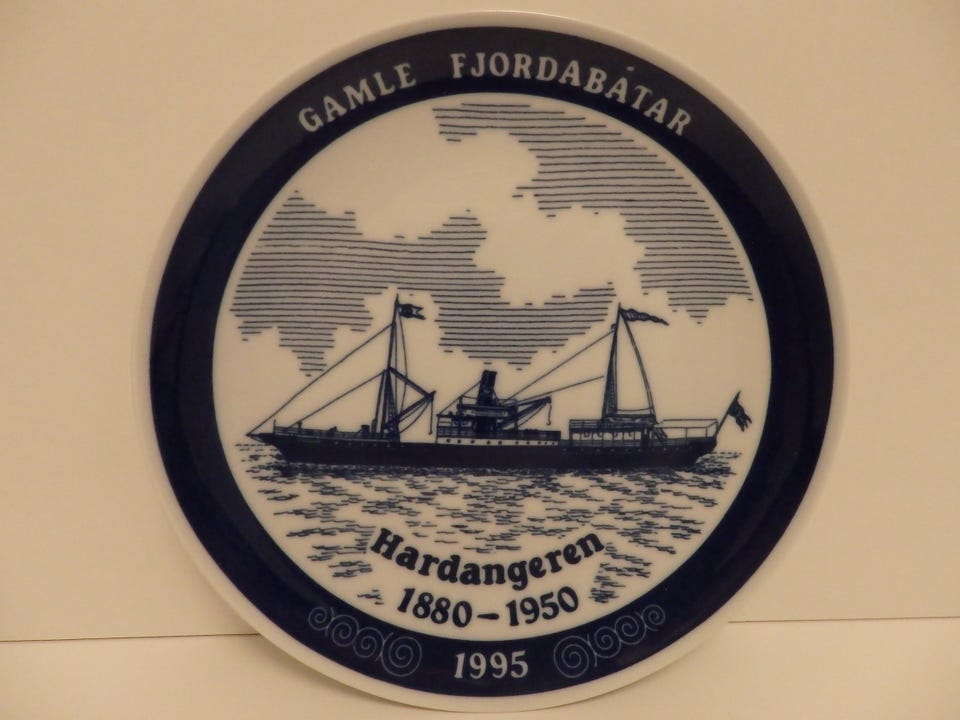 GAMLE FJORDABÅTAR
Hardangeren
1880 – 1950
1995